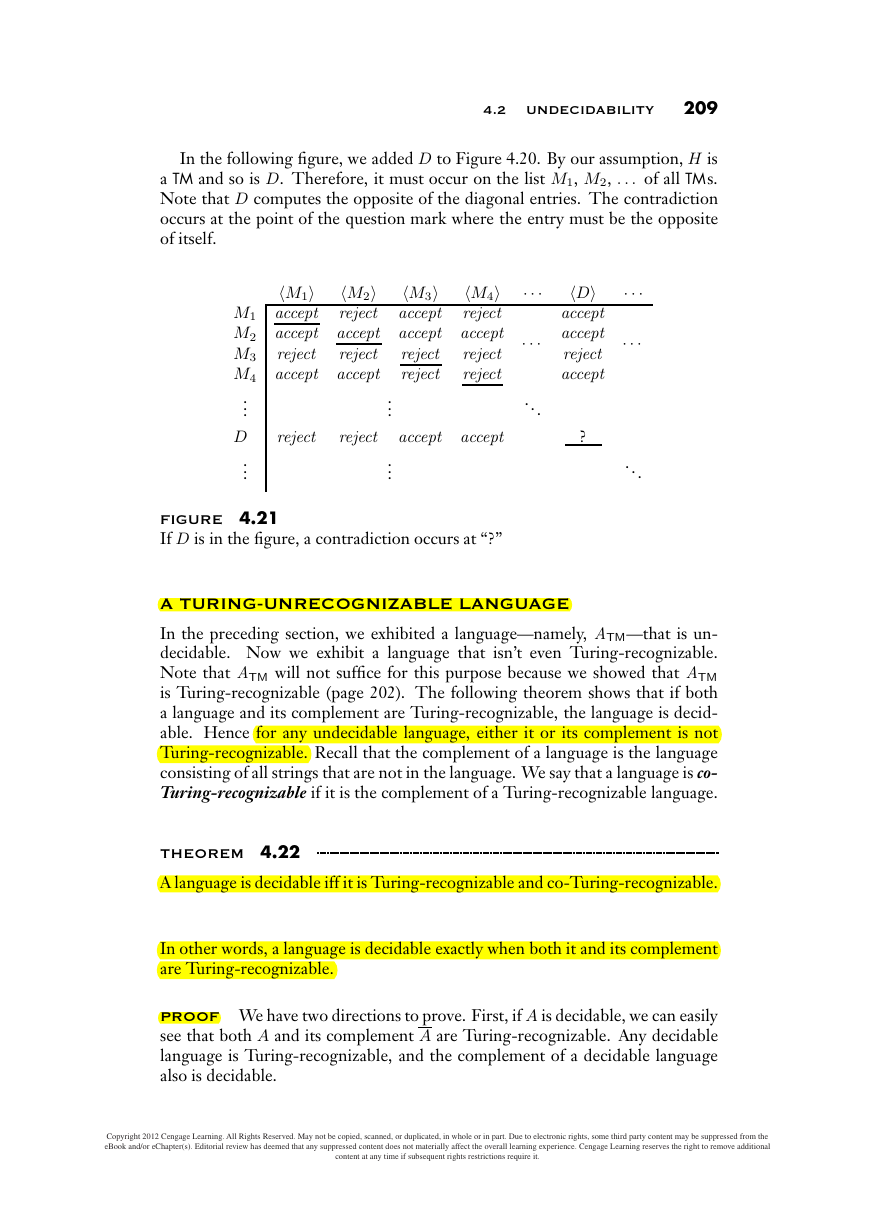 4.2 UNDECIDABILITY 209
In the following figure, we added D to Figure 4.20. By our assumption, H is
a TM and so is D. Therefore, it must occur on the list M₁, M₂, . . . of all TMs.
Note that D computes the opposite of the diagonal entries. The contradiction
occurs at the point of the question mark where the entry must be the opposite
of itself.
⟨M₁⟩ ⟨M₂⟩ ⟨M₃⟩ ⟨M₄⟩ ⋯ ⟨D⟩ ⋯
M₁ accept reject accept reject accept
M₂ accept accept accept accept ⋯ accept ⋯
M₃ reject reject reject reject reject
M₄ accept accept reject reject accept
⋮ ⋮ ⋱
D reject reject accept accept ?
⋮ ⋮ ⋱
FIGURE 4.21
If D is in the figure, a contradiction occurs at “?”
A TURING-UNRECOGNIZABLE LANGUAGE
In the preceding section, we exhibited a language—namely, A_TM—that is un-
decidable. Now we exhibit a language that isn’t even Turing-recognizable.
Note that A_TM will not suffice for this purpose because we showed that A_TM
is Turing-recognizable (page 202). The following theorem shows that if both
a language and its complement are Turing-recognizable, the language is decid-
able. Hence for any undecidable language, either it or its complement is not
Turing-recognizable. Recall that the complement of a language is the language
consisting of all strings that are not in the language. We say that a language is co-
Turing-recognizable if it is the complement of a Turing-recognizable language.
THEOREM 4.22
A language is decidable iff it is Turing-recognizable and co-Turing-recognizable.
In other words, a language is decidable exactly when both it and its complement
are Turing-recognizable.
PROOF We have two directions to prove. First, if A is decidable, we can easily
see that both A and its complement A̅ are Turing-recognizable. Any decidable
language is Turing-recognizable, and the complement of a decidable language
also is decidable.
Copyright 2012 Cengage Learning. All Rights Reserved. May not be copied, scanned, or duplicated, in whole or in part. Due to electronic rights, some third party content may be suppressed from the
eBook and/or eChapter(s). Editorial review has deemed that any suppressed content does not materially affect the overall learning experience. Cengage Learning reserves the right to remove additional
content at any time if subsequent rights restrictions require it.